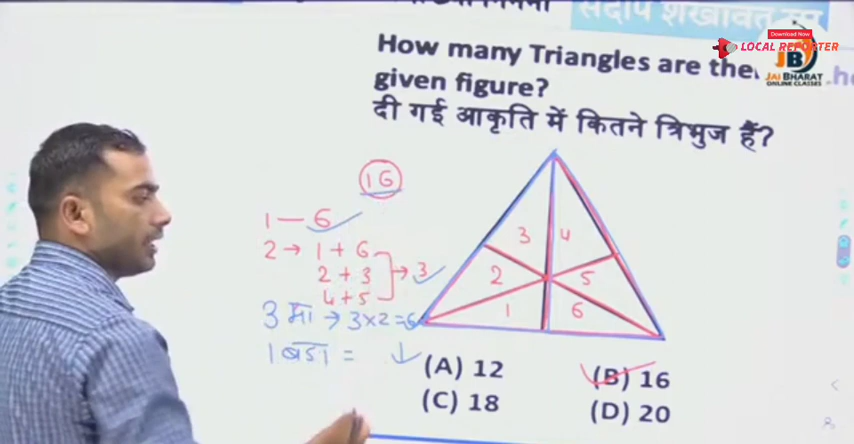 संदीप शेखावत सर
Download Now
LOCAL REPORTER
JB
JAI BHARAT
ONLINE CLASSES
How many Triangles are
given figure?
दी गई आकृति में कितने त्रिभुज हैं?
16
1 — 6
2 → 1 + 6
2 + 3 → 3
4 + 5
3 भा → 3 × 2 = 6
1 बड़ा =
3 4
2 5
1 6
(A) 12
(B) 16
(C) 18
(D) 20